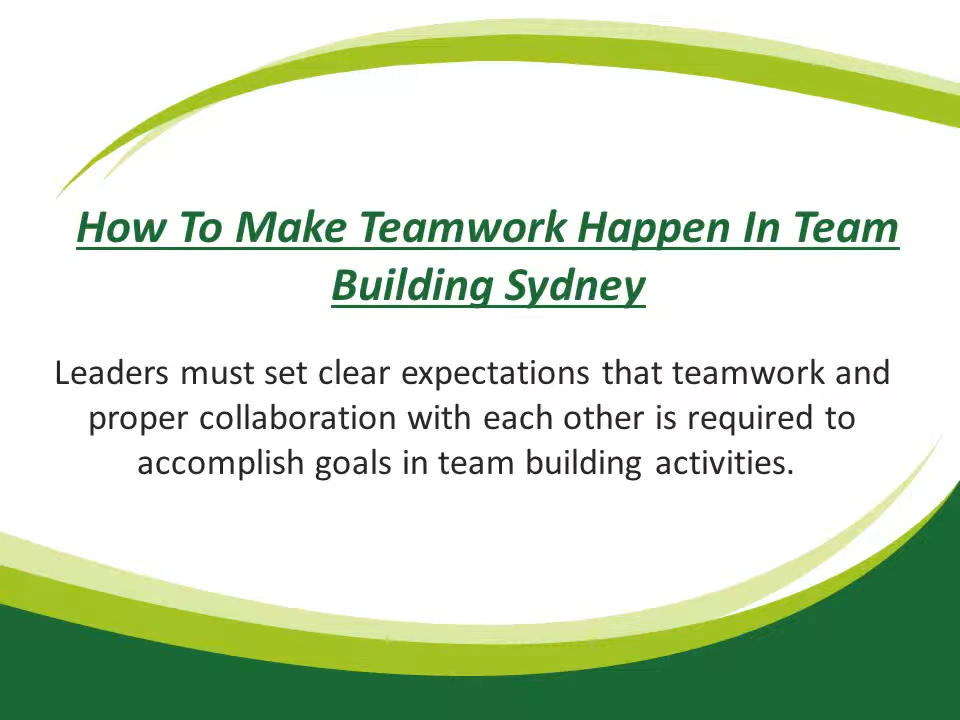 How To Make Teamwork Happen In Team
Building Sydney
Leaders must set clear expectations that teamwork and
proper collaboration with each other is required to
accomplish goals in team building activities.